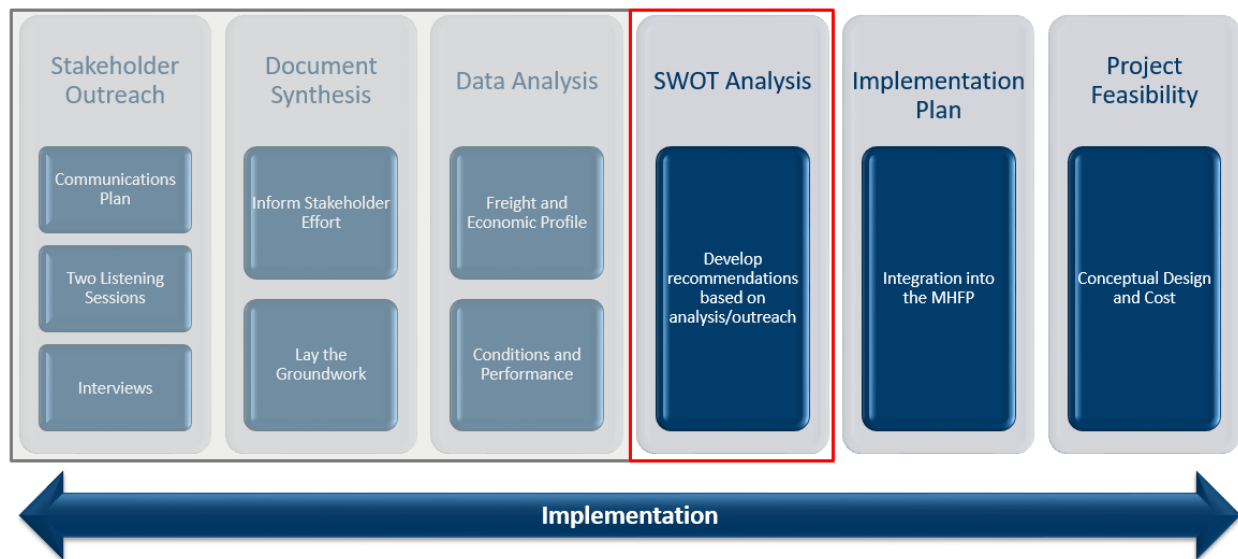 Stakeholder
Outreach
Communications
Plan
Two Listening
Sessions
Interviews
Document
Synthesis
Inform Stakeholder
Effort
Lay the
Groundwork
Data Analysis
Freight and
Economic Profile
Conditions and
Performance
SWOT Analysis
Develop
recommendations
based on
analysis/outreach
Implementation
Plan
Integration into
the MHFP
Project
Feasibility
Conceptual Design
and Cost
Implementation